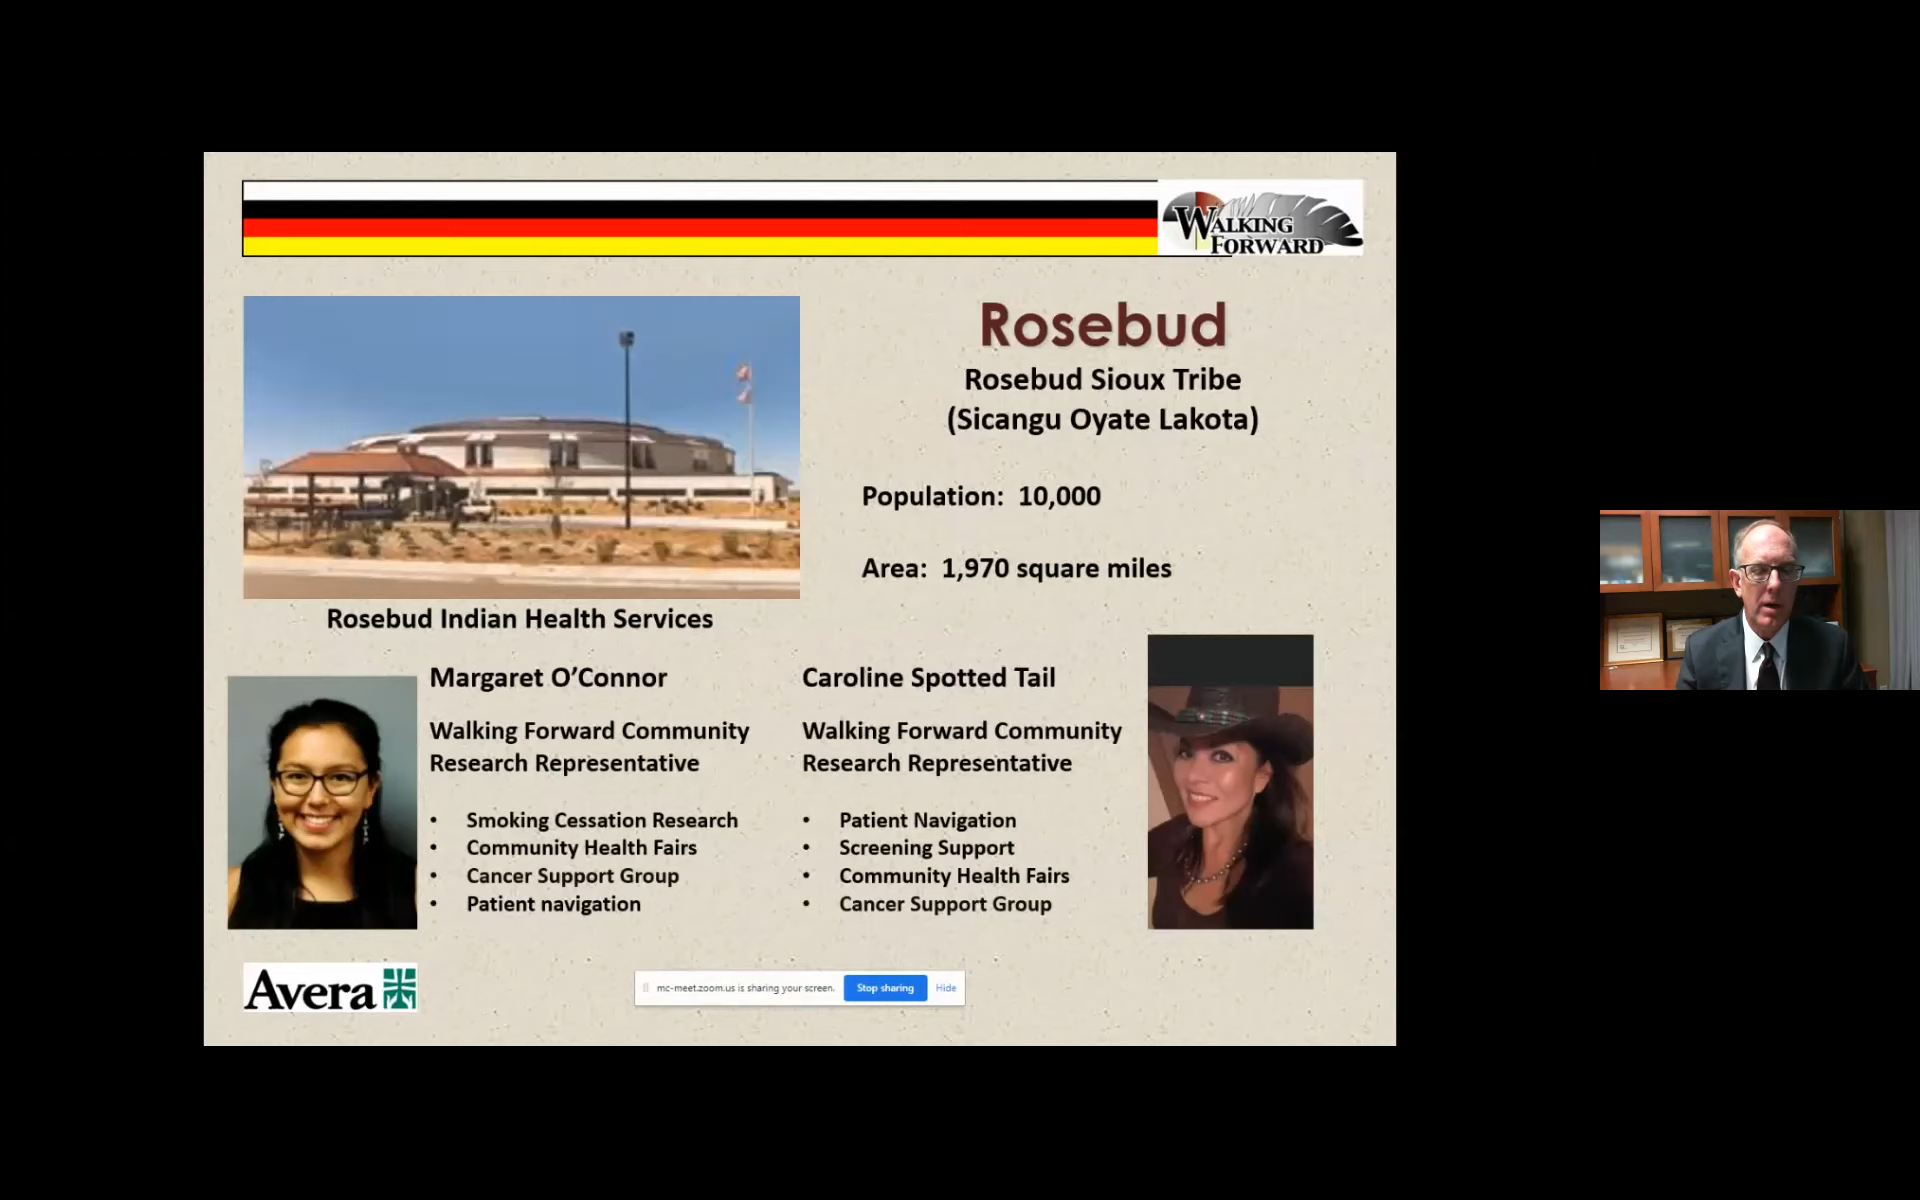 WALKING
FORWARD
Rosebud
Rosebud Sioux Tribe
(Sicangu Oyate Lakota)
Population: 10,000
Area: 1,970 square miles
Rosebud Indian Health Services
Margaret O’Connor
Walking Forward Community
Research Representative
• Smoking Cessation Research
• Community Health Fairs
• Cancer Support Group
• Patient navigation
Caroline Spotted Tail
Walking Forward Community
Research Representative
• Patient Navigation
• Screening Support
• Community Health Fairs
• Cancer Support Group
Avera
mc-meet.zoom.us is sharing your screen. Stop sharing Hide